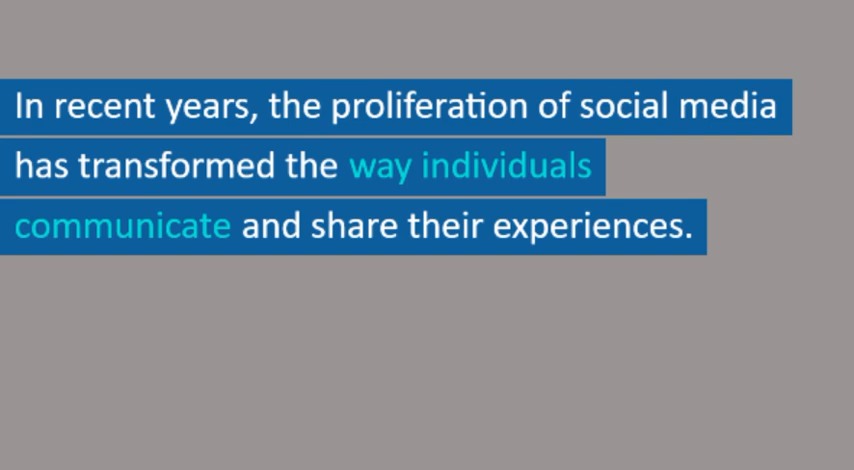 In recent years, the proliferation of social media
has transformed the way individuals
communicate and share their experiences.